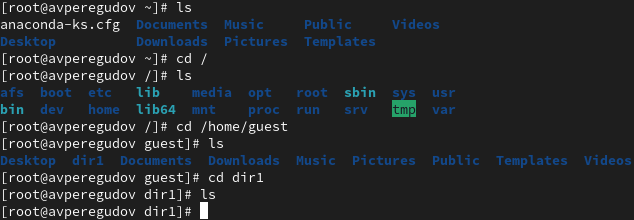 [root@avperegudov ~]# ls
anaconda-ks.cfg  Documents  Music     Public     Videos
Desktop          Downloads  Pictures  Templates
[root@avperegudov ~]# cd /
[root@avperegudov /]# ls
afs  boot  etc   lib    media  opt   root  sbin  sys  usr
bin  dev   home  lib64  mnt    proc  run   srv   tmp  var
[root@avperegudov /]# cd /home/guest
[root@avperegudov guest]# ls
Desktop  dir1  Documents  Downloads  Music  Pictures  Public  Templates  Videos
[root@avperegudov guest]# cd dir1
[root@avperegudov dir1]# ls
[root@avperegudov dir1]#